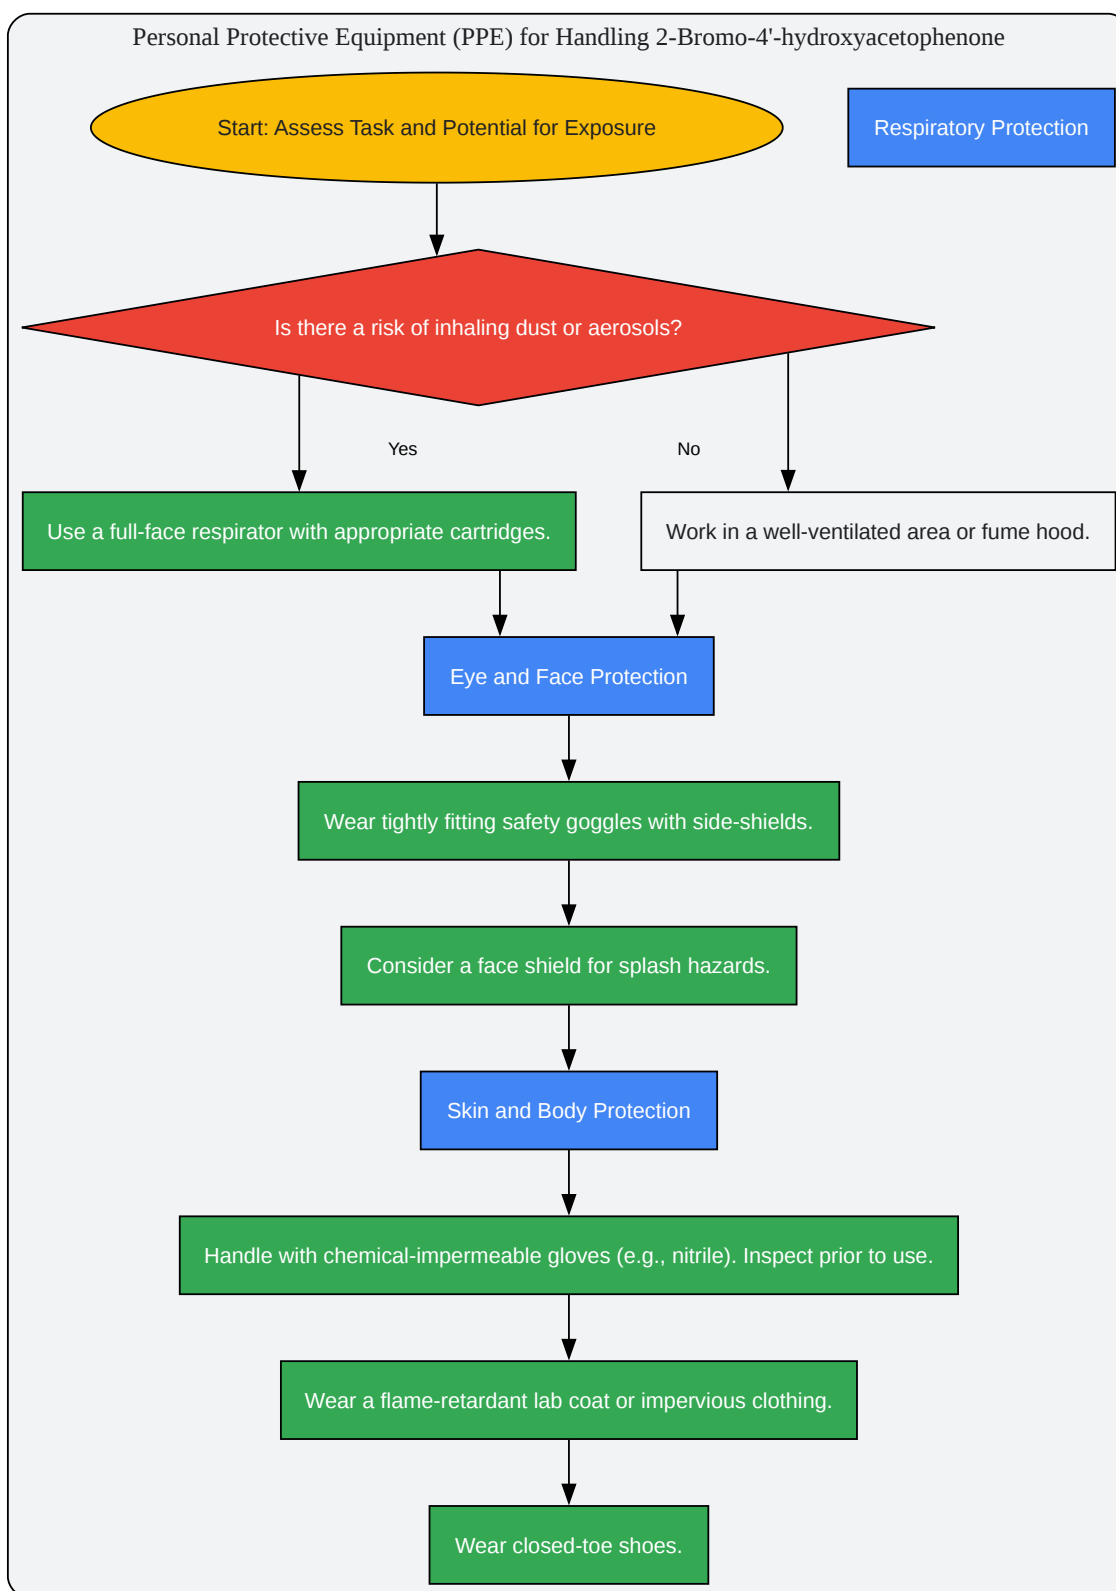 Personal Protective Equipment (PPE) for Handling 2-Bromo-4'-hydroxyacetophenone
Start: Assess Task and Potential for Exposure
Respiratory Protection
Is there a risk of inhaling dust or aerosols?
Yes
No
Use a full-face respirator with appropriate cartridges.
Work in a well-ventilated area or fume hood.
Eye and Face Protection
Wear tightly fitting safety goggles with side-shields.
Consider a face shield for splash hazards.
Skin and Body Protection
Handle with chemical-impermeable gloves (e.g., nitrile). Inspect prior to use.
Wear a flame-retardant lab coat or impervious clothing.
Wear closed-toe shoes.